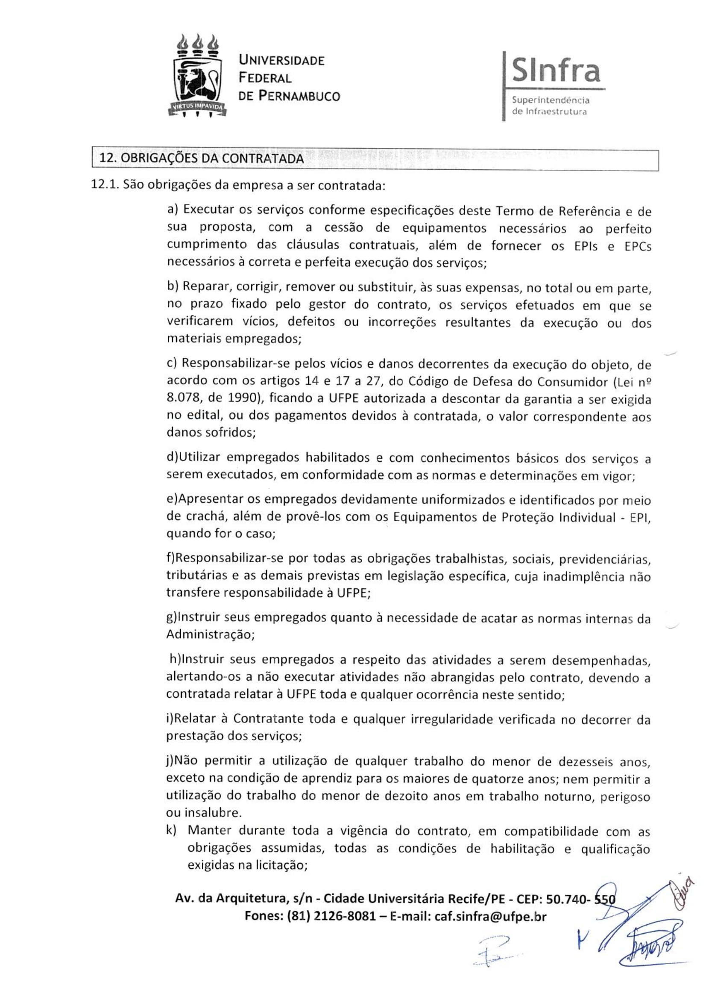 UNIVERSIDADE
FEDERAL
DE PERNAMBUCO
VIRTUS IMPAVIDA
SInfra
Superintendência
de Infraestrutura
12. OBRIGAÇÕES DA CONTRATADA
12.1. São obrigações da empresa a ser contratada:
a) Executar os serviços conforme especificações deste Termo de Referência e de
sua proposta, com a cessão de equipamentos necessários ao perfeito
cumprimento das cláusulas contratuais, além de fornecer os EPIs e EPCs
necessários à correta e perfeita execução dos serviços;
b) Reparar, corrigir, remover ou substituir, às suas expensas, no total ou em parte,
no prazo fixado pelo gestor do contrato, os serviços efetuados em que se
verificarem vícios, defeitos ou incorreções resultantes da execução ou dos
materiais empregados;
c) Responsabilizar-se pelos vícios e danos decorrentes da execução do objeto, de
acordo com os artigos 14 e 17 a 27, do Código de Defesa do Consumidor (Lei nº
8.078, de 1990), ficando a UFPE autorizada a descontar da garantia a ser exigida
no edital, ou dos pagamentos devidos à contratada, o valor correspondente aos
danos sofridos;
d)Utilizar empregados habilitados e com conhecimentos básicos dos serviços a
serem executados, em conformidade com as normas e determinações em vigor;
e)Apresentar os empregados devidamente uniformizados e identificados por meio
de crachá, além de provê-los com os Equipamentos de Proteção Individual - EPI,
quando for o caso;
f)Responsabilizar-se por todas as obrigações trabalhistas, sociais, previdenciárias,
tributárias e as demais previstas em legislação específica, cuja inadimplência não
transfere responsabilidade à UFPE;
g)Instruir seus empregados quanto à necessidade de acatar as normas internas da
Administração;
h)Instruir seus empregados a respeito das atividades a serem desempenhadas,
alertando-os a não executar atividades não abrangidas pelo contrato, devendo a
contratada relatar à UFPE toda e qualquer ocorrência neste sentido;
i)Relatar à Contratante toda e qualquer irregularidade verificada no decorrer da
prestação dos serviços;
j)Não permitir a utilização de qualquer trabalho do menor de dezesseis anos,
exceto na condição de aprendiz para os maiores de quatorze anos; nem permitir a
utilização do trabalho do menor de dezoito anos em trabalho noturno, perigoso
ou insalubre.
k) Manter durante toda a vigência do contrato, em compatibilidade com as
obrigações assumidas, todas as condições de habilitação e qualificação
exigidas na licitação;
Av. da Arquitetura, s/n - Cidade Universitária Recife/PE - CEP: 50.740- 550
Fones: (81) 2126-8081 – E-mail: caf.sinfra@ufpe.br